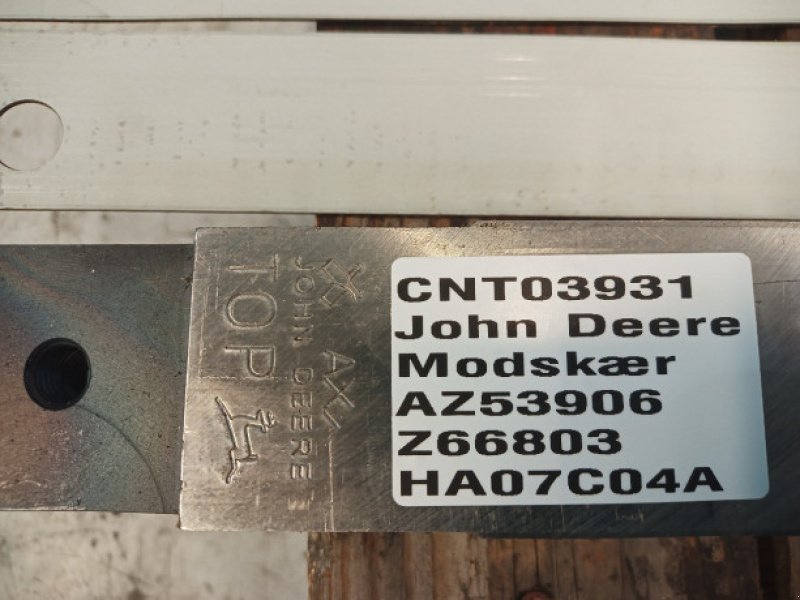 CNT03931
John Deere
Modskær
AZ53906
Z66803
HA07C04A
TOP
JOHN DEERE